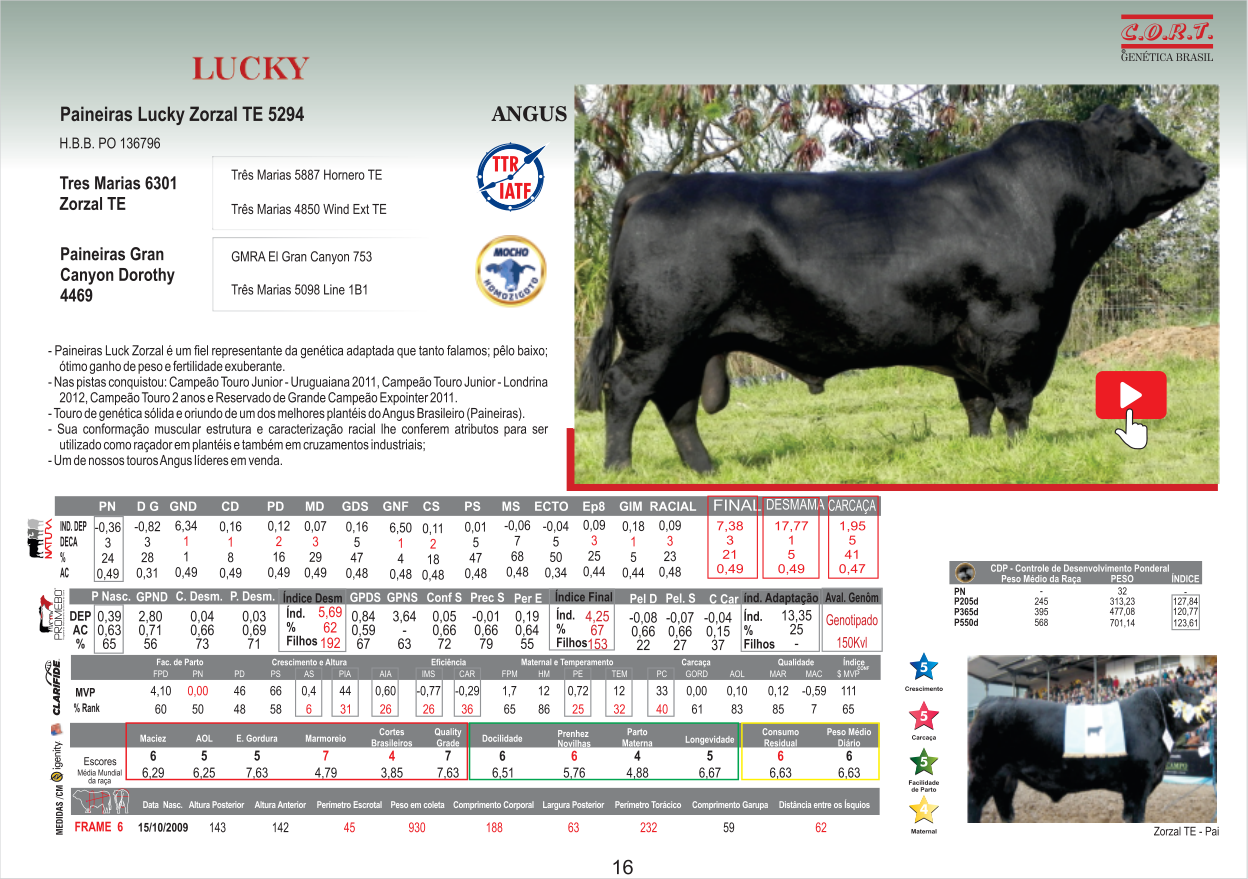 C.O.R.T.
GENÉTICA BRASIL
LUCKY
Paineiras Lucky Zorzal TE 5294
H.B.B. PO 136796
ANGUS
TTR
IATF
MOCHO
HOMOZIGOTO
Tres Marias 6301
Zorzal TE
Três Marias 5887 Hornero TE
Três Marias 4850 Wind Ext TE
Paineiras Gran
Canyon Dorothy
4469
GMRA El Gran Canyon 753
Três Marias 5098 Line 1B1
- Paineiras Luck Zorzal é um fiel representante da genética adaptada que tanto falamos; pêlo baixo;
ótimo ganho de peso e fertilidade exuberante.
- Nas pistas conquistou: Campeão Touro Junior - Uruguaiana 2011, Campeão Touro Junior - Londrina
2012, Campeão Touro 2 anos e Reservado de Grande Campeão Expointer 2011.
- Touro de genética sólida e oriundo de um dos melhores plantéis do Angus Brasileiro (Paineiras).
- Sua conformação muscular estrutura e caracterização racial lhe conferem atributos para ser
utilizado como raçador em plantéis e também em cruzamentos industriais;
- Um de nossos touros Angus líderes em venda.
NATURA
PN D G GND CD PD MD GDS GNF CS PS MS ECTO Ep8 GIM RACIAL FINAL DESMAMA CARCAÇA
IND. DEP -0,36 -0,82 6,34 0,16 0,12 0,07 0,16 6,50 0,11 0,01 -0,06 -0,04 0,09 0,18 0,09 7,38 17,77 1,95
DECA 3 3 1 1 2 3 5 1 2 5 7 5 3 1 3 3 1 5
% 24 28 1 8 16 29 47 4 18 47 68 50 25 5 23 21 5 41
AC 0,49 0,31 0,49 0,49 0,49 0,49 0,48 0,48 0,48 0,48 0,48 0,34 0,44 0,44 0,48 0,49 0,49 0,47
PROMEBO
P Nasc. GPND C. Desm. P. Desm. Índice Desm GPDS GPNS Conf S Prec S Per E Índice Final Pel D Pel. S C Car índ. Adaptação Aval. Genôm
DEP 0,39 2,80 0,04 0,03 Índ. 5,69 0,84 3,64 0,05 -0,01 0,19 Índ. 4,25 -0,08 -0,07 -0,04 Índ. 13,35 Genotipado
AC 0,63 0,71 0,66 0,69 % 62 0,59 - 0,66 0,66 0,64 % 67 0,66 0,66 0,15 % 25
% 65 56 73 71 Filhos 192 67 63 72 79 55 Filhos 153 22 27 37 Filhos - 150Kvl
CLARIFIDE
Fac. de Parto Crescimento e Altura Eficiência Maternal e Temperamento Carcaça Qualidade Índice
FPD PN PD PS AS PIA AIA IMS CAR FPM HM PE TEM PC GORD AOL MAR MAC $ MVP CONF
MVP 4,10 0,00 46 66 0,4 44 0,60 -0,77 -0,29 1,7 12 0,72 12 33 0,00 0,10 0,12 -0,59 111
% Rank 60 50 48 58 6 31 26 26 36 65 86 25 32 40 61 83 85 7 65
igenity
Maciez AOL E. Gordura Marmoreio Cortes Brasileiros Quality Grade Docilidade Prenhez Novilhas Parto Materna Longevidade Consumo Residual Peso Médio Diário
Escores 6 5 5 7 4 7 6 6 4 5 6 6
Média Mundial da raça 6,29 6,25 7,63 4,79 3,85 7,63 6,51 5,76 4,88 6,67 6,63 6,63
MEDIDAS /CM
Data Nasc. Altura Posterior Altura Anterior Perímetro Escrotal Peso em coleta Comprimento Corporal Largura Posterior Perímetro Torácico Comprimento Garupa Distância entre os Ísquios
FRAME 6 15/10/2009 143 142 45 930 188 63 232 59 62
CDP - Controle de Desenvolvimento Ponderal
Peso Médio da Raça PESO ÍNDICE
PN - 32 -
P205d 245 313,23 127,84
P365d 395 477,08 120,77
P550d 568 701,14 123,61
5
Crescimento
5
Carcaça
5
Facilidade
de Parto
4
Maternal
CAMPO
Zorzal TE - Pai
16